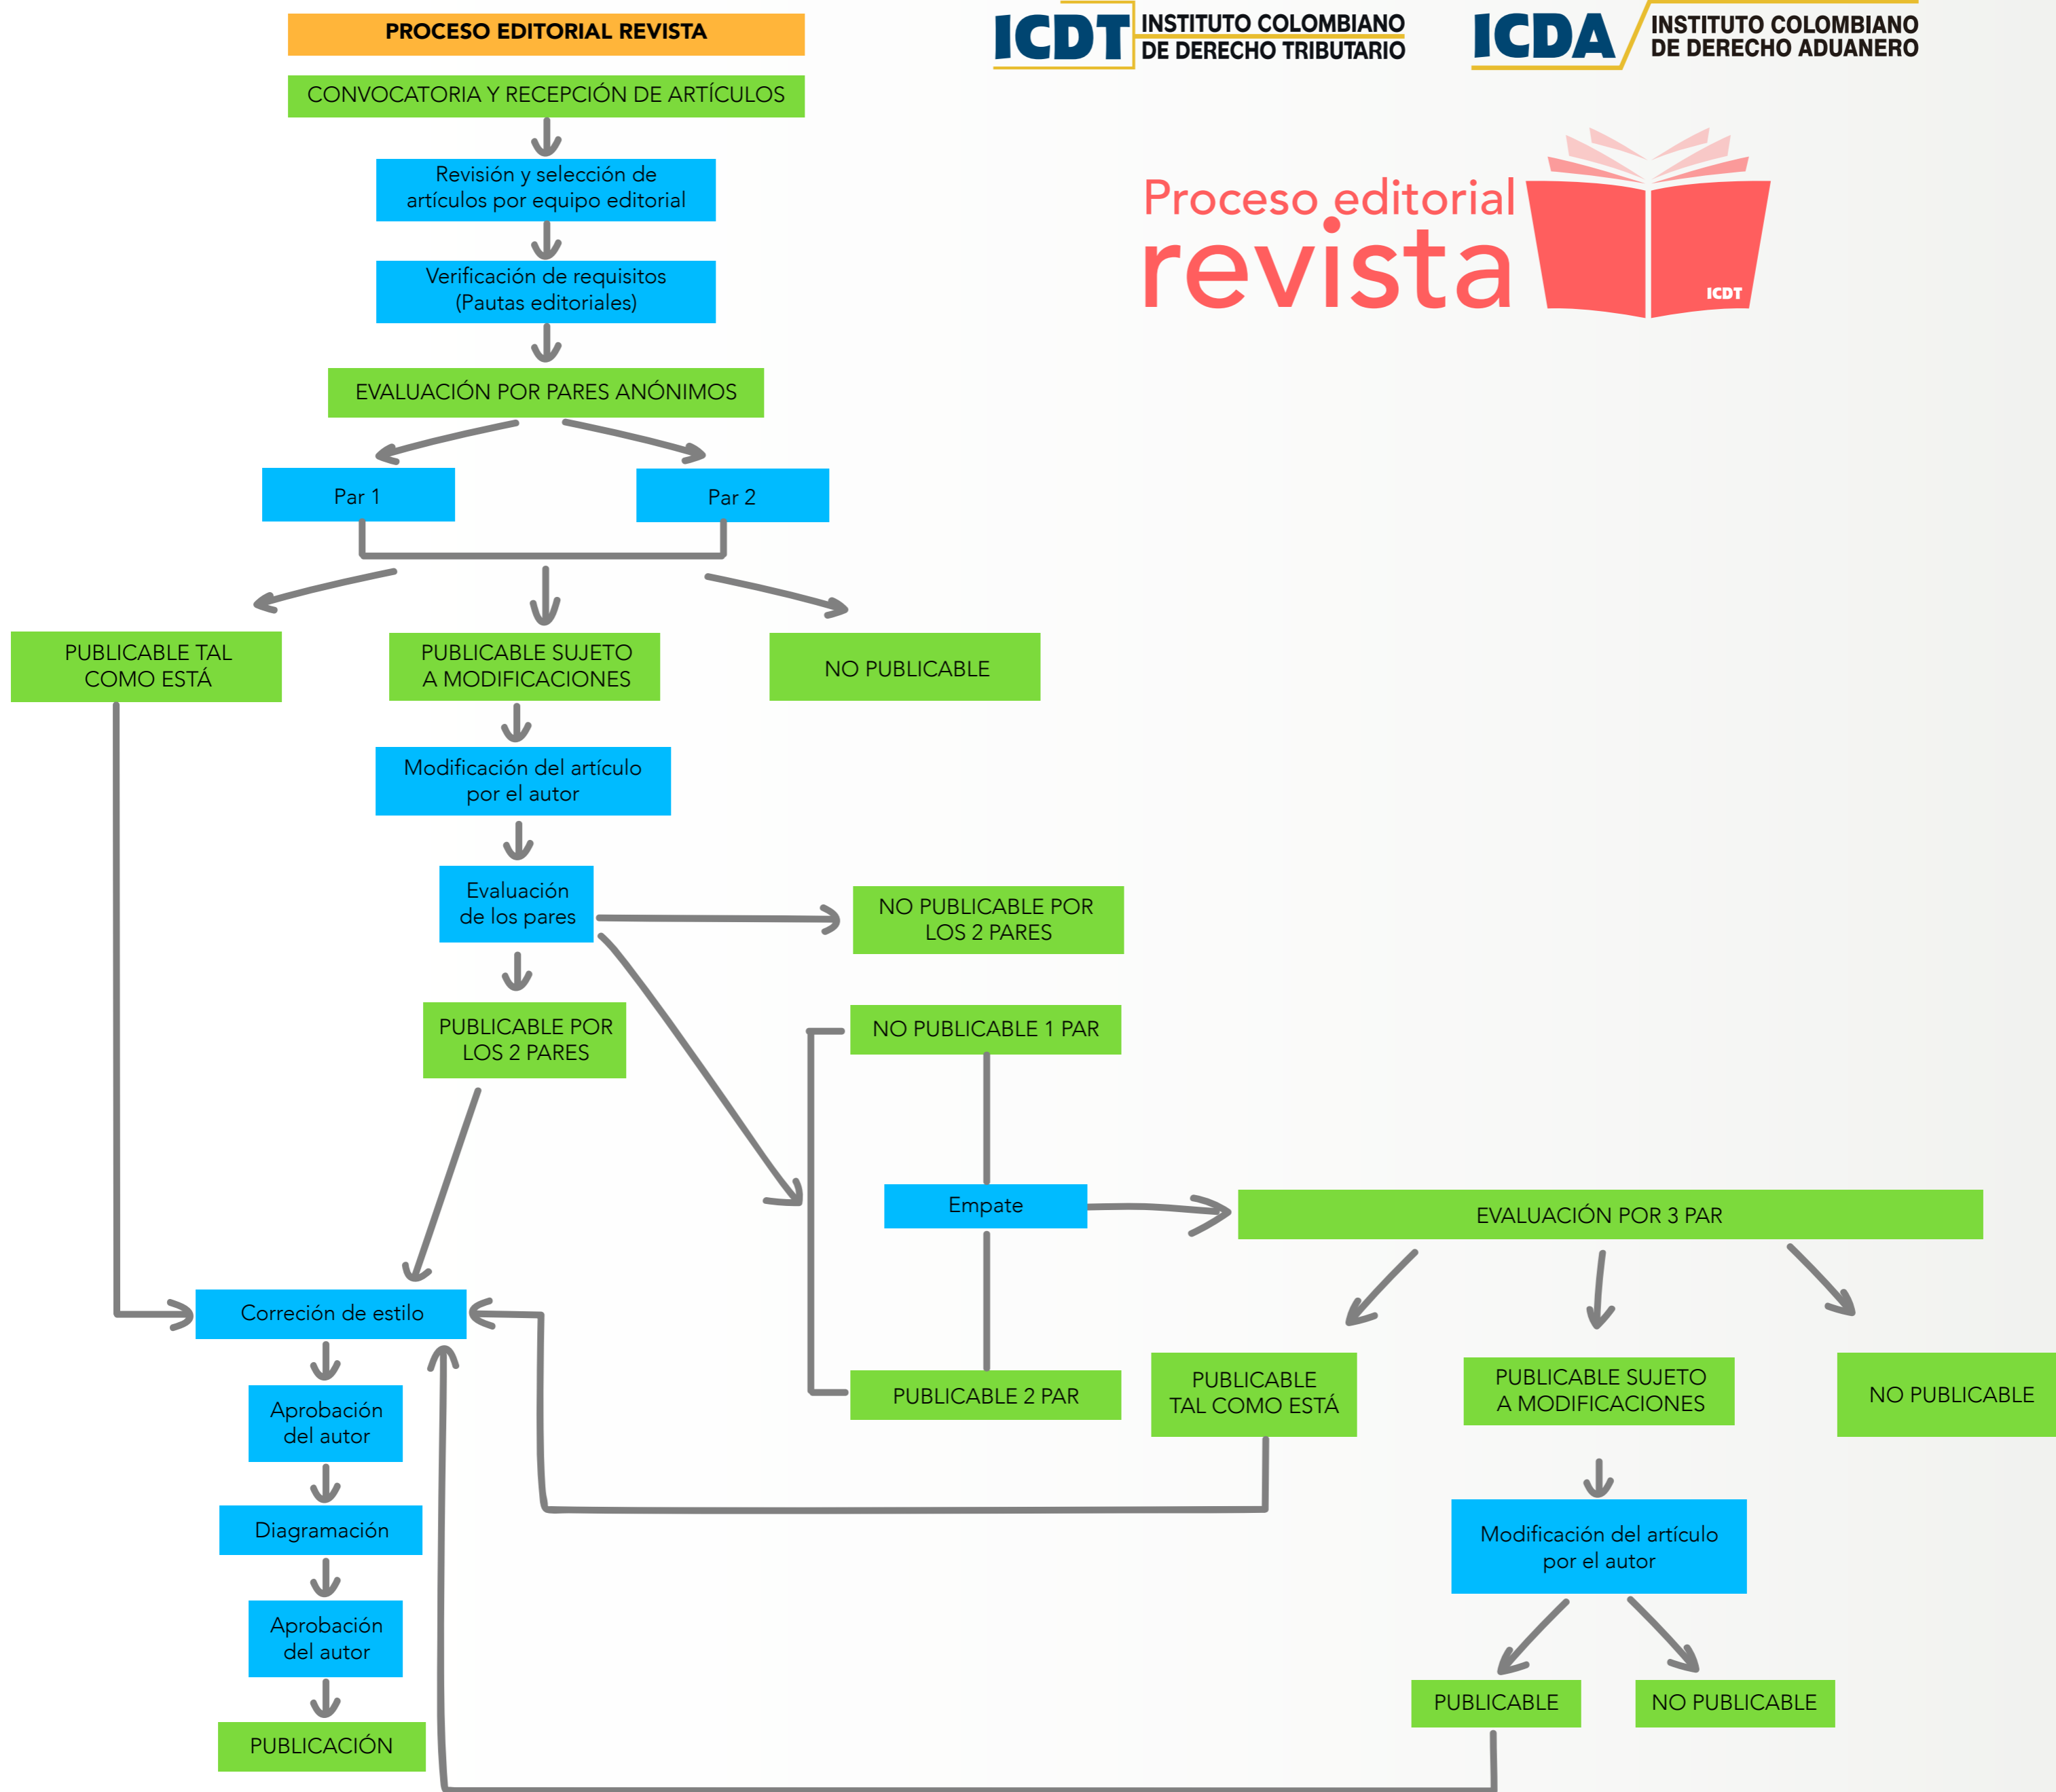 PROCESO EDITORIAL REVISTA
ICDT
INSTITUTO COLOMBIANO
DE DERECHO TRIBUTARIO
ICDA
INSTITUTO COLOMBIANO
DE DERECHO ADUANERO
Proceso editorial
revista
ICDT
CONVOCATORIA Y RECEPCIÓN DE ARTÍCULOS
Revisión y selección de
artículos por equipo editorial
Verificación de requisitos
(Pautas editoriales)
EVALUACIÓN POR PARES ANÓNIMOS
Par 1
Par 2
PUBLICABLE TAL
COMO ESTÁ
PUBLICABLE SUJETO
A MODIFICACIONES
NO PUBLICABLE
Modificación del artículo
por el autor
Evaluación
de los pares
NO PUBLICABLE POR
LOS 2 PARES
PUBLICABLE POR
LOS 2 PARES
NO PUBLICABLE 1 PAR
Empate
PUBLICABLE 2 PAR
EVALUACIÓN POR 3 PAR
PUBLICABLE
TAL COMO ESTÁ
PUBLICABLE SUJETO
A MODIFICACIONES
NO PUBLICABLE
Modificación del artículo
por el autor
PUBLICABLE
NO PUBLICABLE
Correción de estilo
Aprobación
del autor
Diagramación
Aprobación
del autor
PUBLICACIÓN